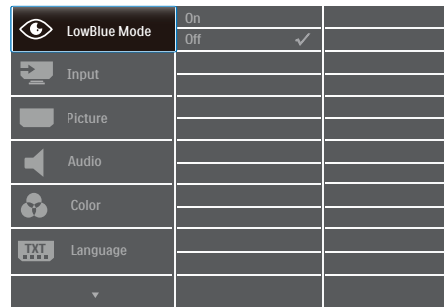 LowBlue Mode
On
Off
Input
Picture
Audio
Color
TXT
Language